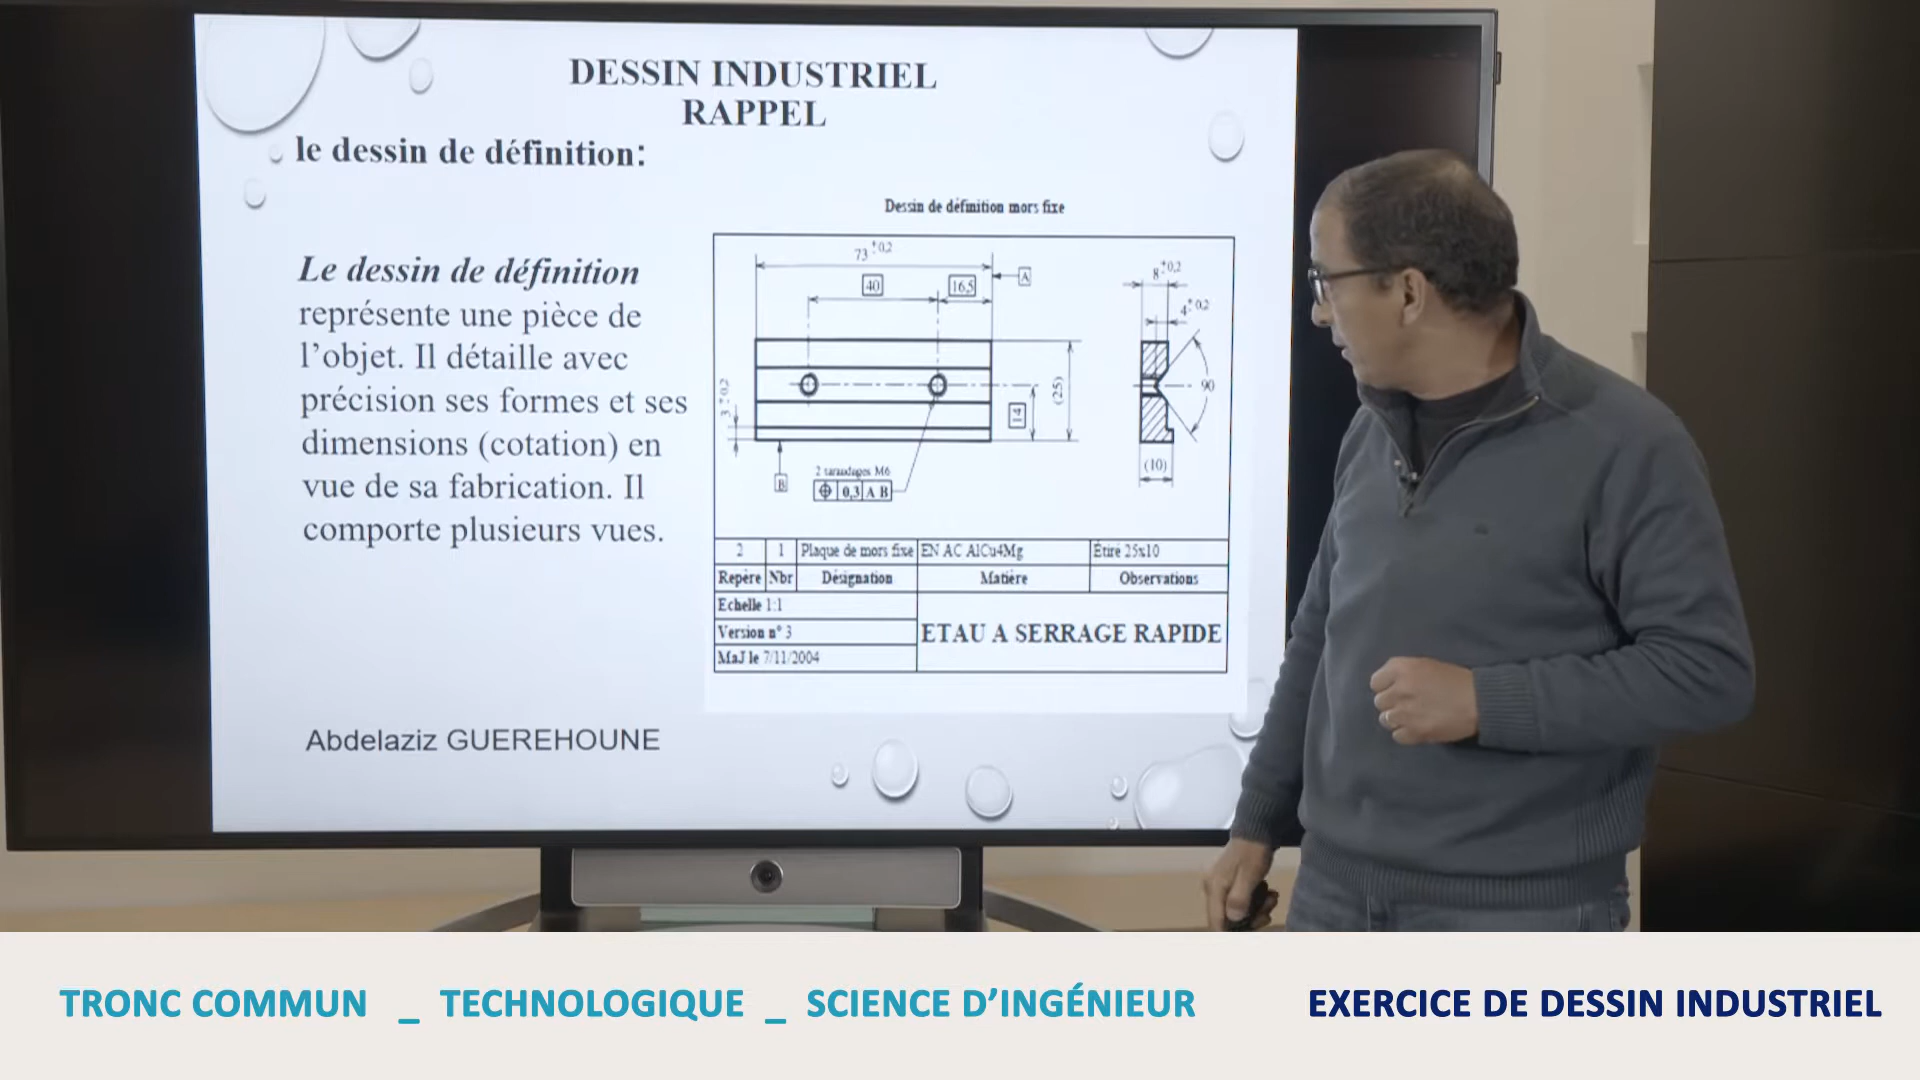 DESSIN INDUSTRIEL
RAPPEL
le dessin de définition:
Le dessin de définition
représente une pièce de
l’objet. Il détaille avec
précision ses formes et ses
dimensions (cotation) en
vue de sa fabrication. Il
comporte plusieurs vues.
Dessin de définition mors fixe
73 ±0,2
40
16,5
A
8 ±0,2
4 ±0,2
3 ±0,2
(25)
14
90
B
2 taraudages M6
⌖ 0,3 A B
(10)
2 1 Plaque de mors fixe EN AC AlCu4Mg Étiré 25x10
Repère Nbr Désignation Matière Observations
Echelle 1:1
Version n° 3
ETAU A SERRAGE RAPIDE
MaJ le 7/11/2004
Abdelaziz GUEREHOUNE
TRONC COMMUN _ TECHNOLOGIQUE _ SCIENCE D’INGÉNIEUR EXERCICE DE DESSIN INDUSTRIEL